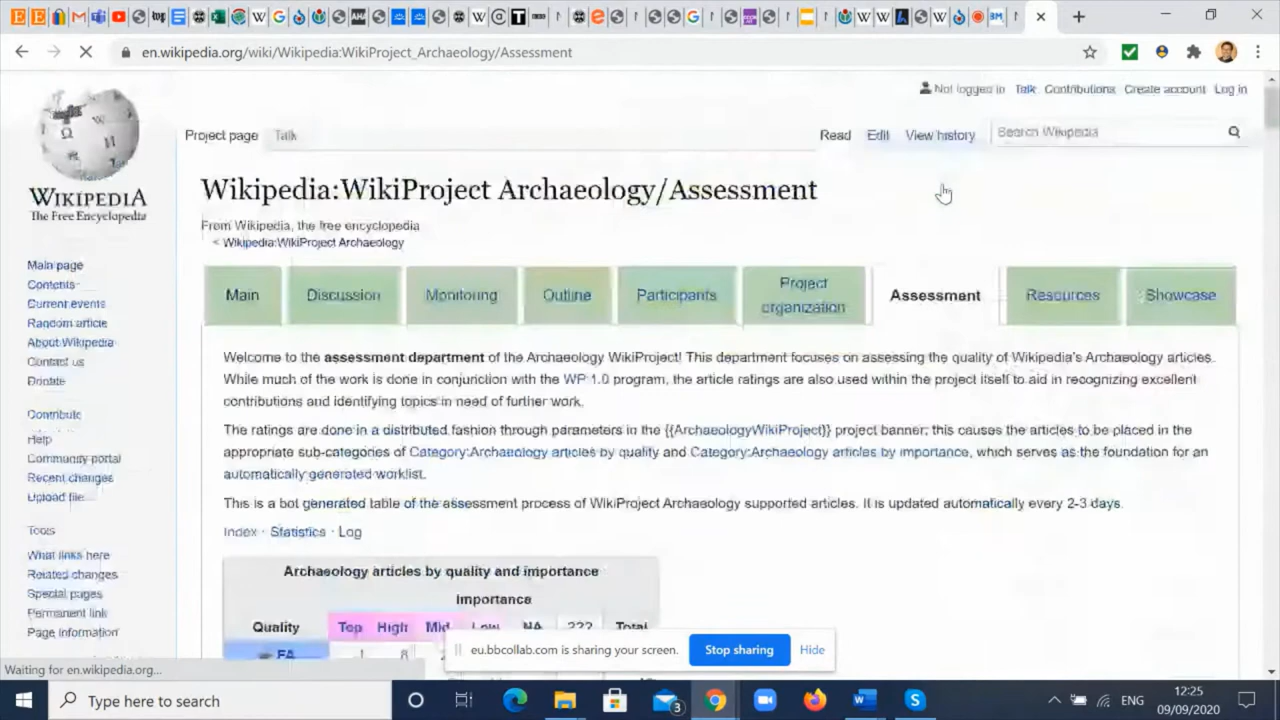 en.wikipedia.org/wiki/Wikipedia:WikiProject_Archaeology/Assessment
Not logged in Talk Contributions Create account Log in
Project page Talk Read Edit View history Search Wikipedia
WIKIPEDIA
The Free Encyclopedia
Wikipedia:WikiProject Archaeology/Assessment
From Wikipedia, the free encyclopedia
< Wikipedia:WikiProject Archaeology
Main page
Contents
Current events
Random article
About Wikipedia
Contact us
Donate
Contribute
Help
Community portal
Recent changes
Upload file
Tools
What links here
Related changes
Special pages
Permanent link
Page information
Main Discussion Monitoring Outline Participants Project organization Assessment Resources Showcase
Welcome to the assessment department of the Archaeology WikiProject! This department focuses on assessing the quality of Wikipedia's Archaeology articles.
While much of the work is done in conjunction with the WP 1.0 program, the article ratings are also used within the project itself to aid in recognizing excellent
contributions and identifying topics in need of further work.
The ratings are done in a distributed fashion through parameters in the {{ArchaeologyWikiProject}} project banner; this causes the articles to be placed in the
appropriate sub-categories of Category:Archaeology articles by quality and Category:Archaeology articles by importance, which serves as the foundation for an
automatically generated worklist.
This is a bot generated table of the assessment process of WikiProject Archaeology supported articles. It is updated automatically every 2-3 days.
Index · Statistics · Log
Archaeology articles by quality and importance
Importance
Quality Top High Mid Low NA ??? Total
FA 1 8
eu.bbcollab.com is sharing your screen. Stop sharing Hide
Waiting for en.wikipedia.org...
Type here to search
3
ENG
12:25
09/09/2020